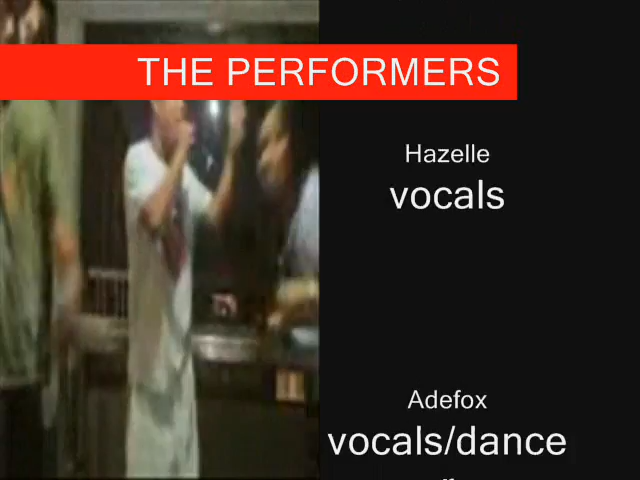 THE PERFORMERS
Hazelle
vocals
Adefox
vocals/dance